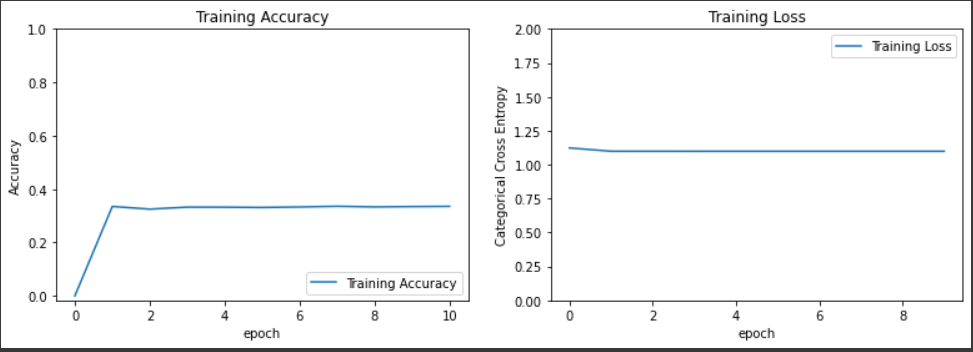 Training Accuracy
1.0
0.8
0.6
0.4
0.2
0.0
Accuracy
Training Accuracy
0 2 4 6 8 10
epoch
Training Loss
2.00
1.75
1.50
1.25
1.00
0.75
0.50
0.25
0.00
Categorical Cross Entropy
Training Loss
0 2 4 6 8
epoch